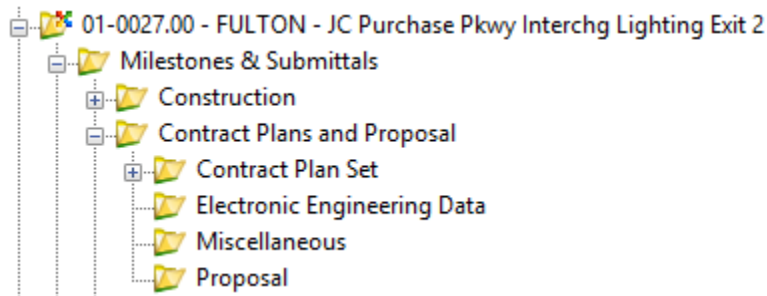 01-0027.00 - FULTON - JC Purchase Pkwy Interchg Lighting Exit 2
Milestones & Submittals
Construction
Contract Plans and Proposal
Contract Plan Set
Electronic Engineering Data
Miscellaneous
Proposal